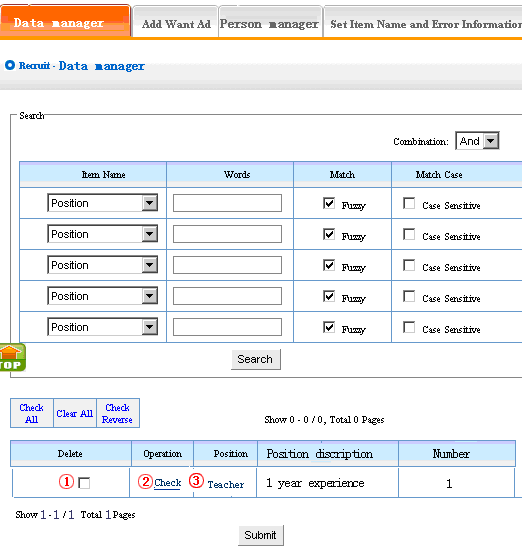 Data manager Add Want Ad Person manager Set Item Name and Error Information
Recruit - Data manager
Search
Combination: And
Item Name Words Match Match Case
Position Fuzzy Case Sensitive
Position Fuzzy Case Sensitive
Position Fuzzy Case Sensitive
Position Fuzzy Case Sensitive
Position Fuzzy Case Sensitive
Search
TOP
Check All Clear All Check Reverse
Show 0 - 0 / 0, Total 0 Pages
Delete Operation Position Position discription Number
① ② Check ③ Teacher 1 year experience 1
Show 1 - 1 / 1 Total 1 Pages
Submit